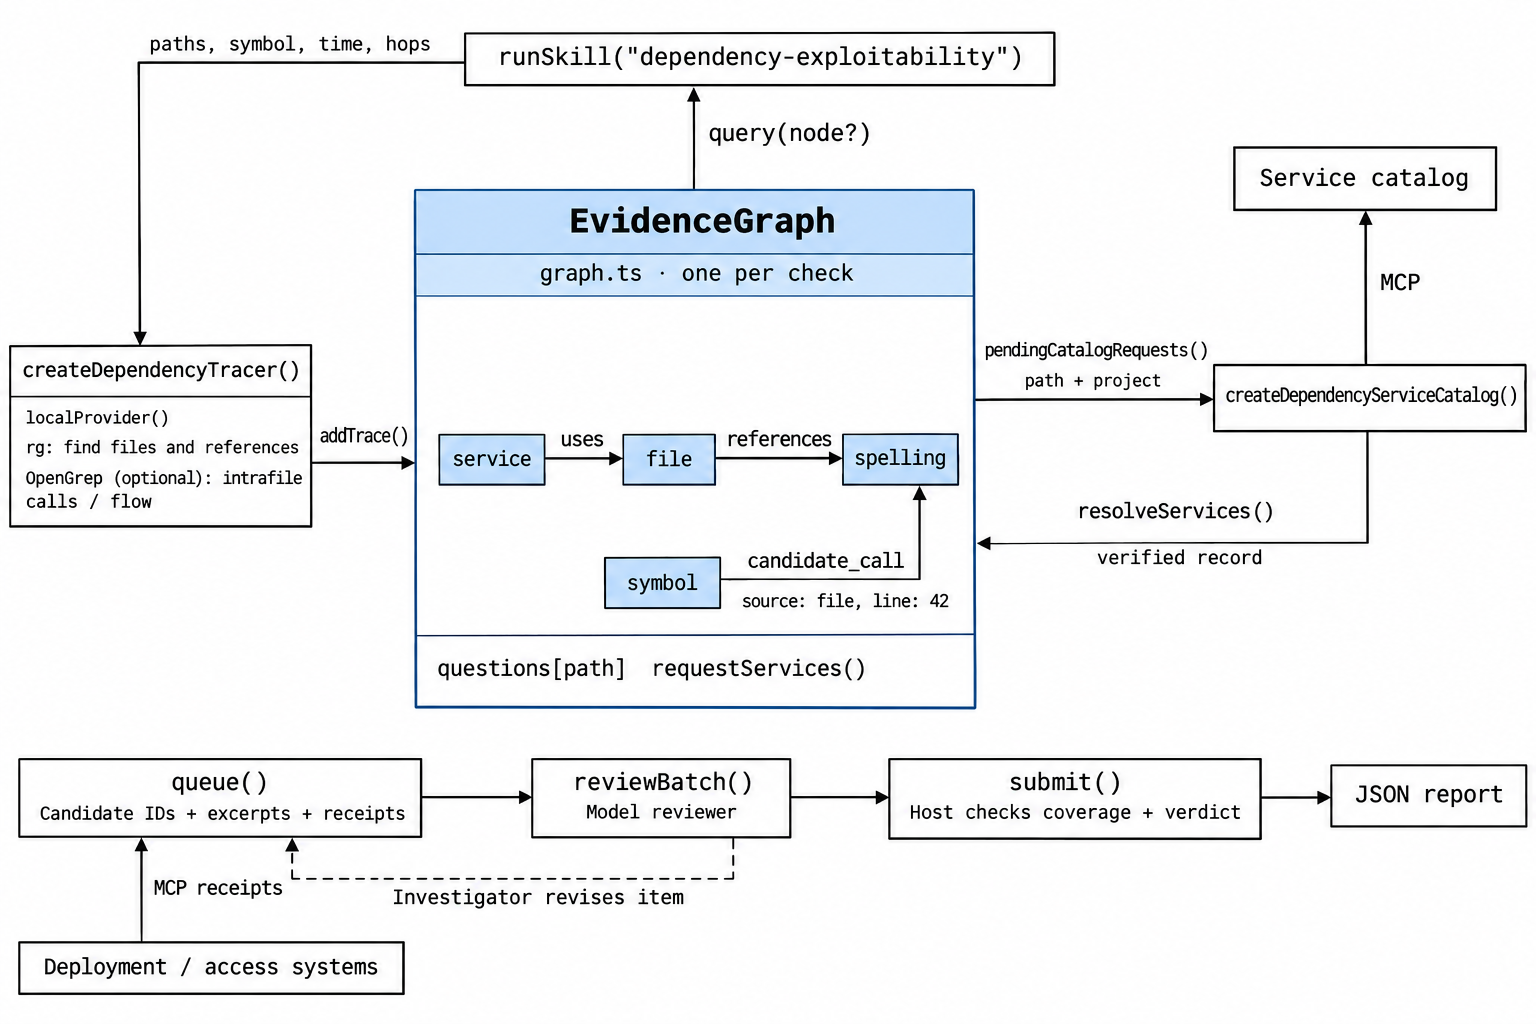 paths, symbol, time, hops
runSkill("dependency-exploitability")
query(node?)
Service catalog
MCP
EvidenceGraph
graph.ts · one per check
createDependencyTracer()
localProvider()
rg: find files and references
OpenGrep (optional): intrafile
calls / flow
addTrace()
service
uses
file
references
spelling
symbol
candidate_call
source: file, line: 42
questions[path] requestServices()
pendingCatalogRequests()
path + project
createDependencyServiceCatalog()
resolveServices()
verified record
queue()
Candidate IDs + excerpts + receipts
reviewBatch()
Model reviewer
submit()
Host checks coverage + verdict
JSON report
MCP receipts
Investigator revises item
Deployment / access systems